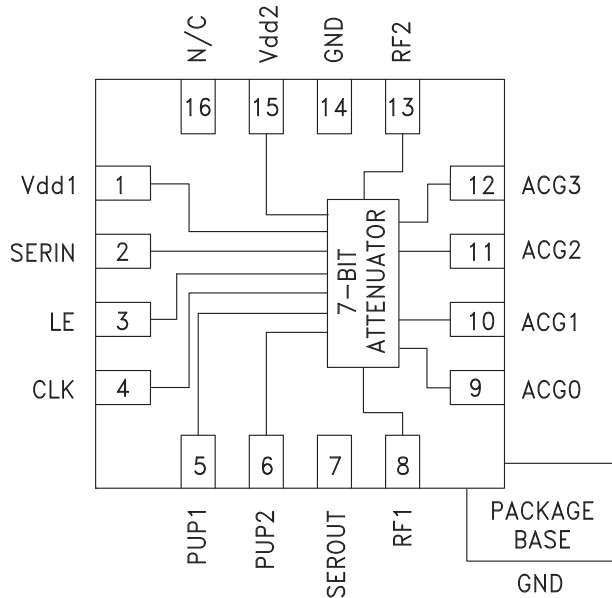 N/C
Vdd2
GND
RF2
16
15
14
13
Vdd1
1
12
ACG3
SERIN
2
11
ACG2
7-BIT
ATTENUATOR
LE
3
10
ACG1
CLK
4
9
ACG0
5
6
7
8
PUP1
PUP2
SEROUT
RF1
PACKAGE
BASE
GND